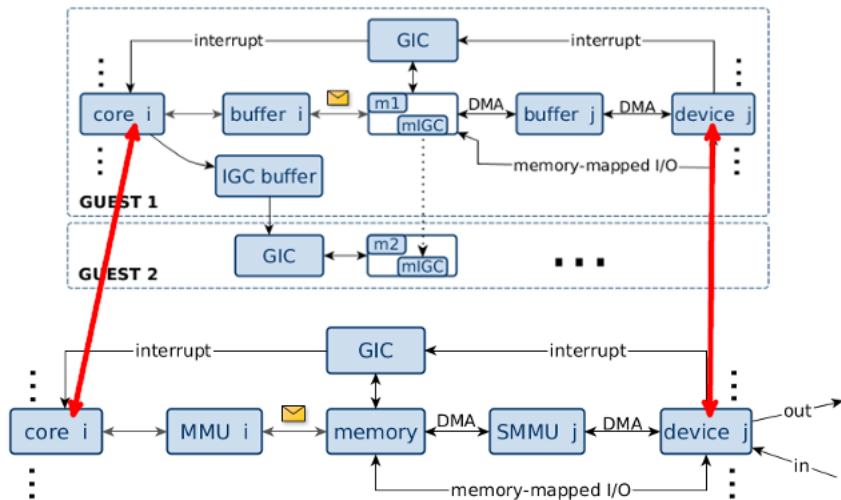 GIC
interrupt
interrupt
core i
buffer i
m1
mIGC
DMA
buffer j
DMA
device j
memory-mapped I/O
IGC buffer
GUEST 1
GIC
m2
mIGC
GUEST 2
GIC
interrupt
interrupt
core i
MMU i
memory
DMA
SMMU j
DMA
device j
out
in
memory-mapped I/O